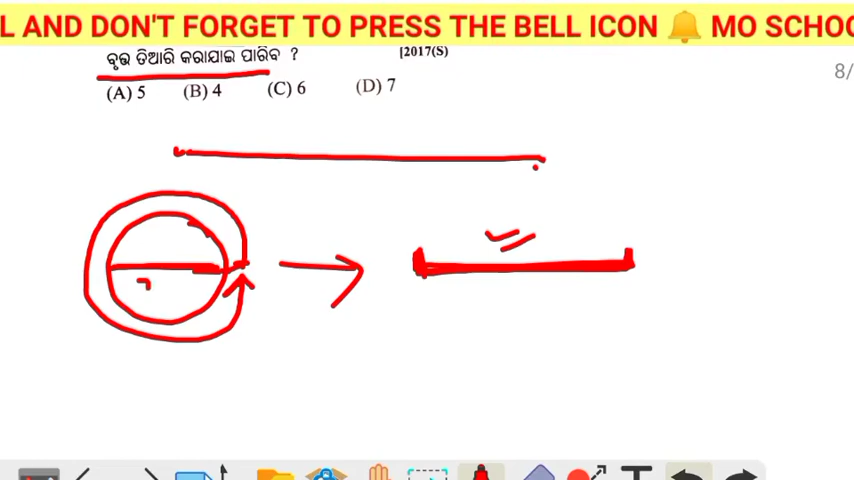 L AND DON'T FORGET TO PRESS THE BELL ICON 🔔 MO SCHOO
ବୃତ୍ତ ତିଆରି କରାଯାଇ ପାରିବ ? [2017(S)
(A) 5 (B) 4 (C) 6 (D) 7
8/